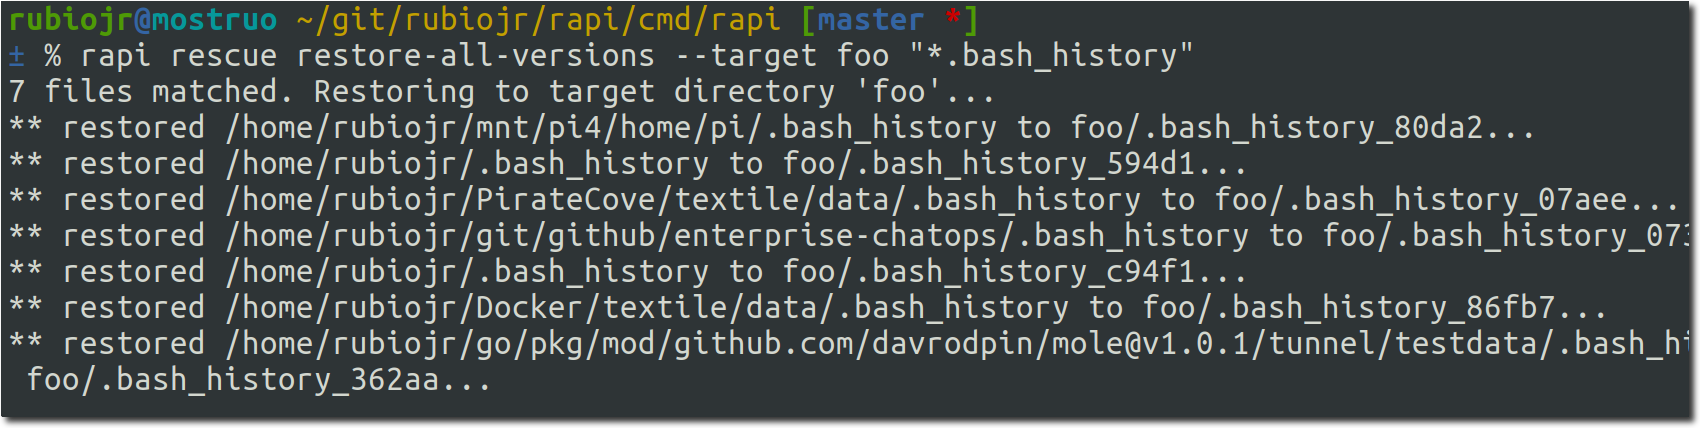 rubiojr@mostruo ~/git/rubiojr/rapi/cmd/rapi [master *]
± % rapi rescue restore-all-versions --target foo "*.bash_history"
7 files matched. Restoring to target directory 'foo'...
** restored /home/rubiojr/mnt/pi4/home/pi/.bash_history to foo/.bash_history_80da2...
** restored /home/rubiojr/.bash_history to foo/.bash_history_594d1...
** restored /home/rubiojr/PirateCove/textile/data/.bash_history to foo/.bash_history_07aee...
** restored /home/rubiojr/git/github/enterprise-chatops/.bash_history to foo/.bash_history_073
** restored /home/rubiojr/.bash_history to foo/.bash_history_c94f1...
** restored /home/rubiojr/Docker/textile/data/.bash_history to foo/.bash_history_86fb7...
** restored /home/rubiojr/go/pkg/mod/github.com/davrodpin/mole@v1.0.1/tunnel/testdata/.bash_hi
foo/.bash_history_362aa...